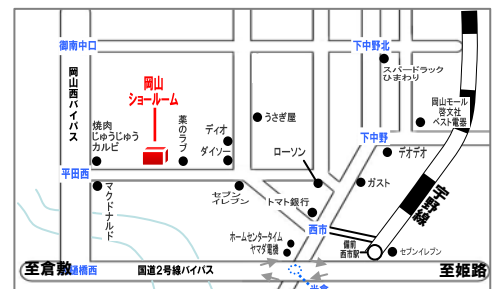 御南中口
下中野北
スパードラック
ひまわり
岡山西バイパス
岡山
ショールーム
岡山モール
啓文社
ベスト電器
焼肉
じゅうじゅう
カルビ
薬のラブ
ディオ
ダイソー
うさぎ屋
下中野
デオデオ
ローソン
平田西
マクドナルド
セブン
イレブン
トマト銀行
ガスト
宇野線
西市
備前
西市駅
セブンイレブン
ホームセンタータイム
ヤマダ電機
至倉敷
橋西
国道2号線バイパス
至姫路
米倉